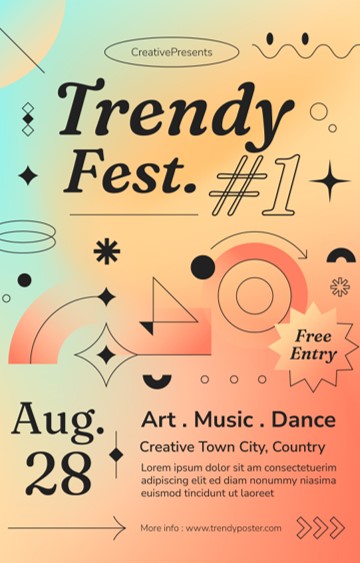 CreativePresents
Trendy
Fest. #1
Free
Entry
Aug.
28
Art . Music . Dance
Creative Town City, Country
Lorem ipsum dolor sit am consectetuerim
adipiscing elit ed diam nonummy niasima
euismod tincidunt ut laoreet
More info : www.trendyposter.com